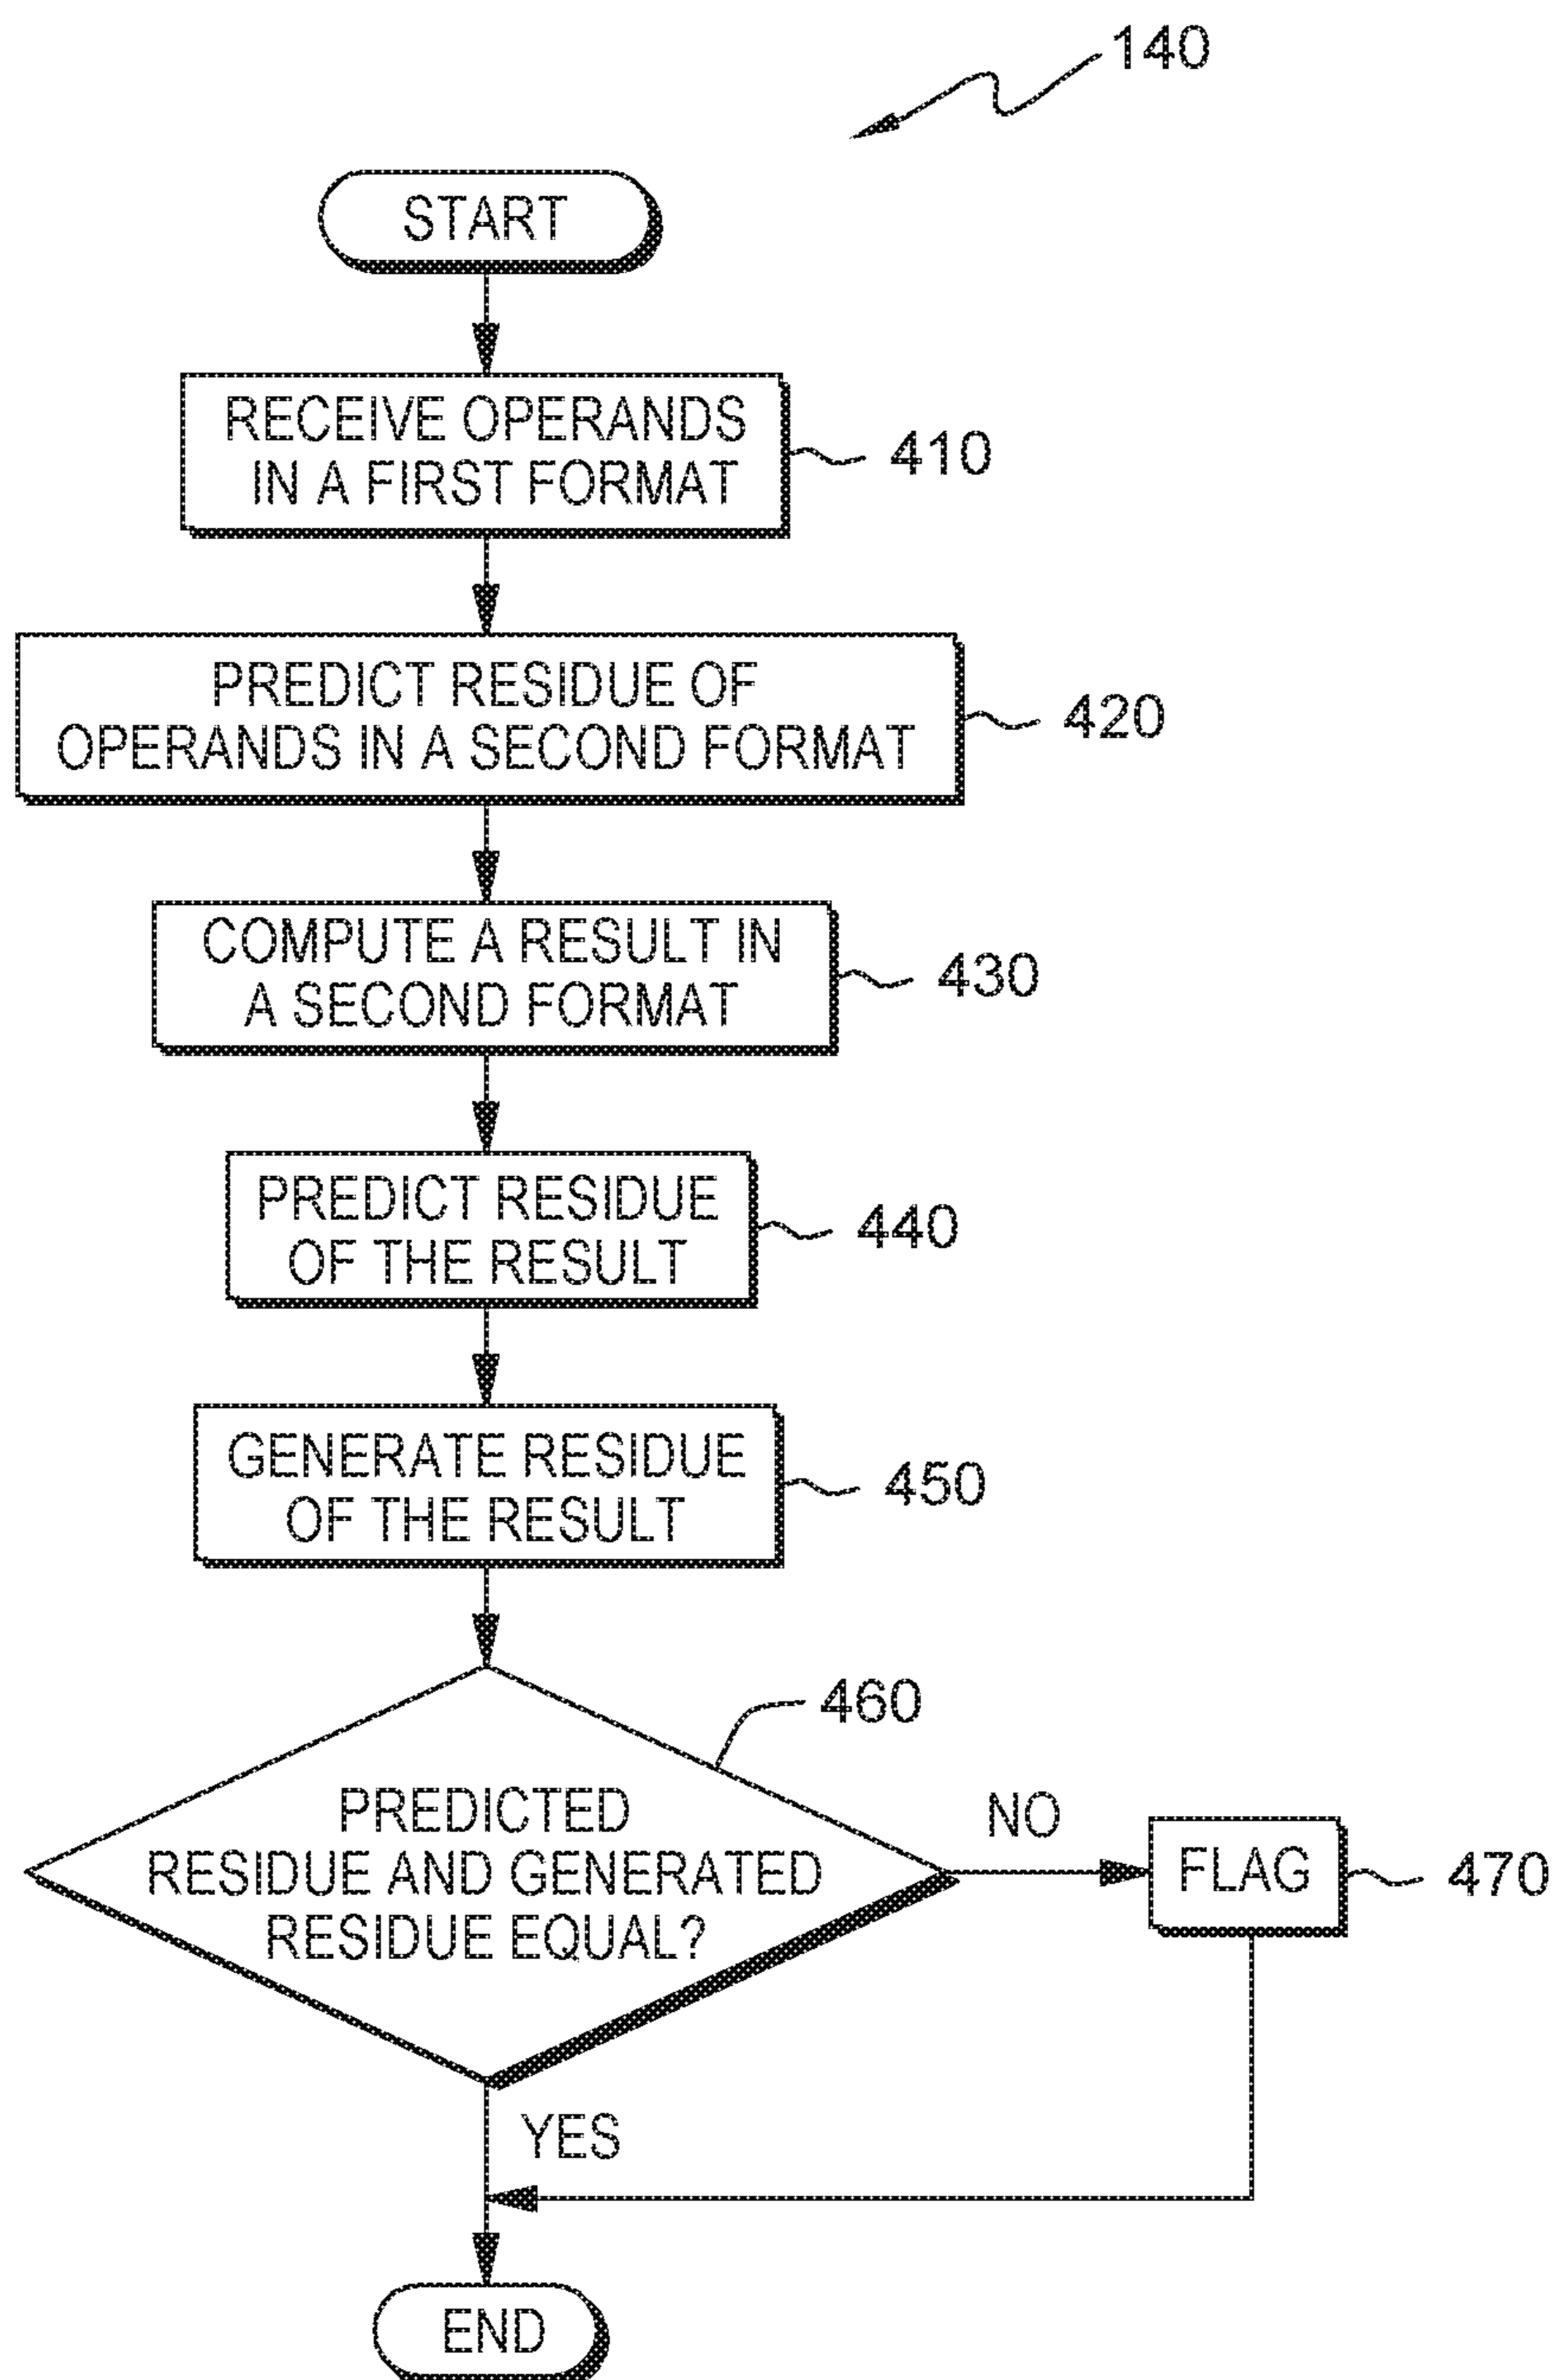 140
START
RECEIVE OPERANDS
IN A FIRST FORMAT
410
PREDICT RESIDUE OF
OPERANDS IN A SECOND FORMAT
420
COMPUTE A RESULT IN
A SECOND FORMAT
430
PREDICT RESIDUE
OF THE RESULT
440
GENERATE RESIDUE
OF THE RESULT
450
460
PREDICTED
RESIDUE AND GENERATED
RESIDUE EQUAL?
NO
FLAG
470
YES
END